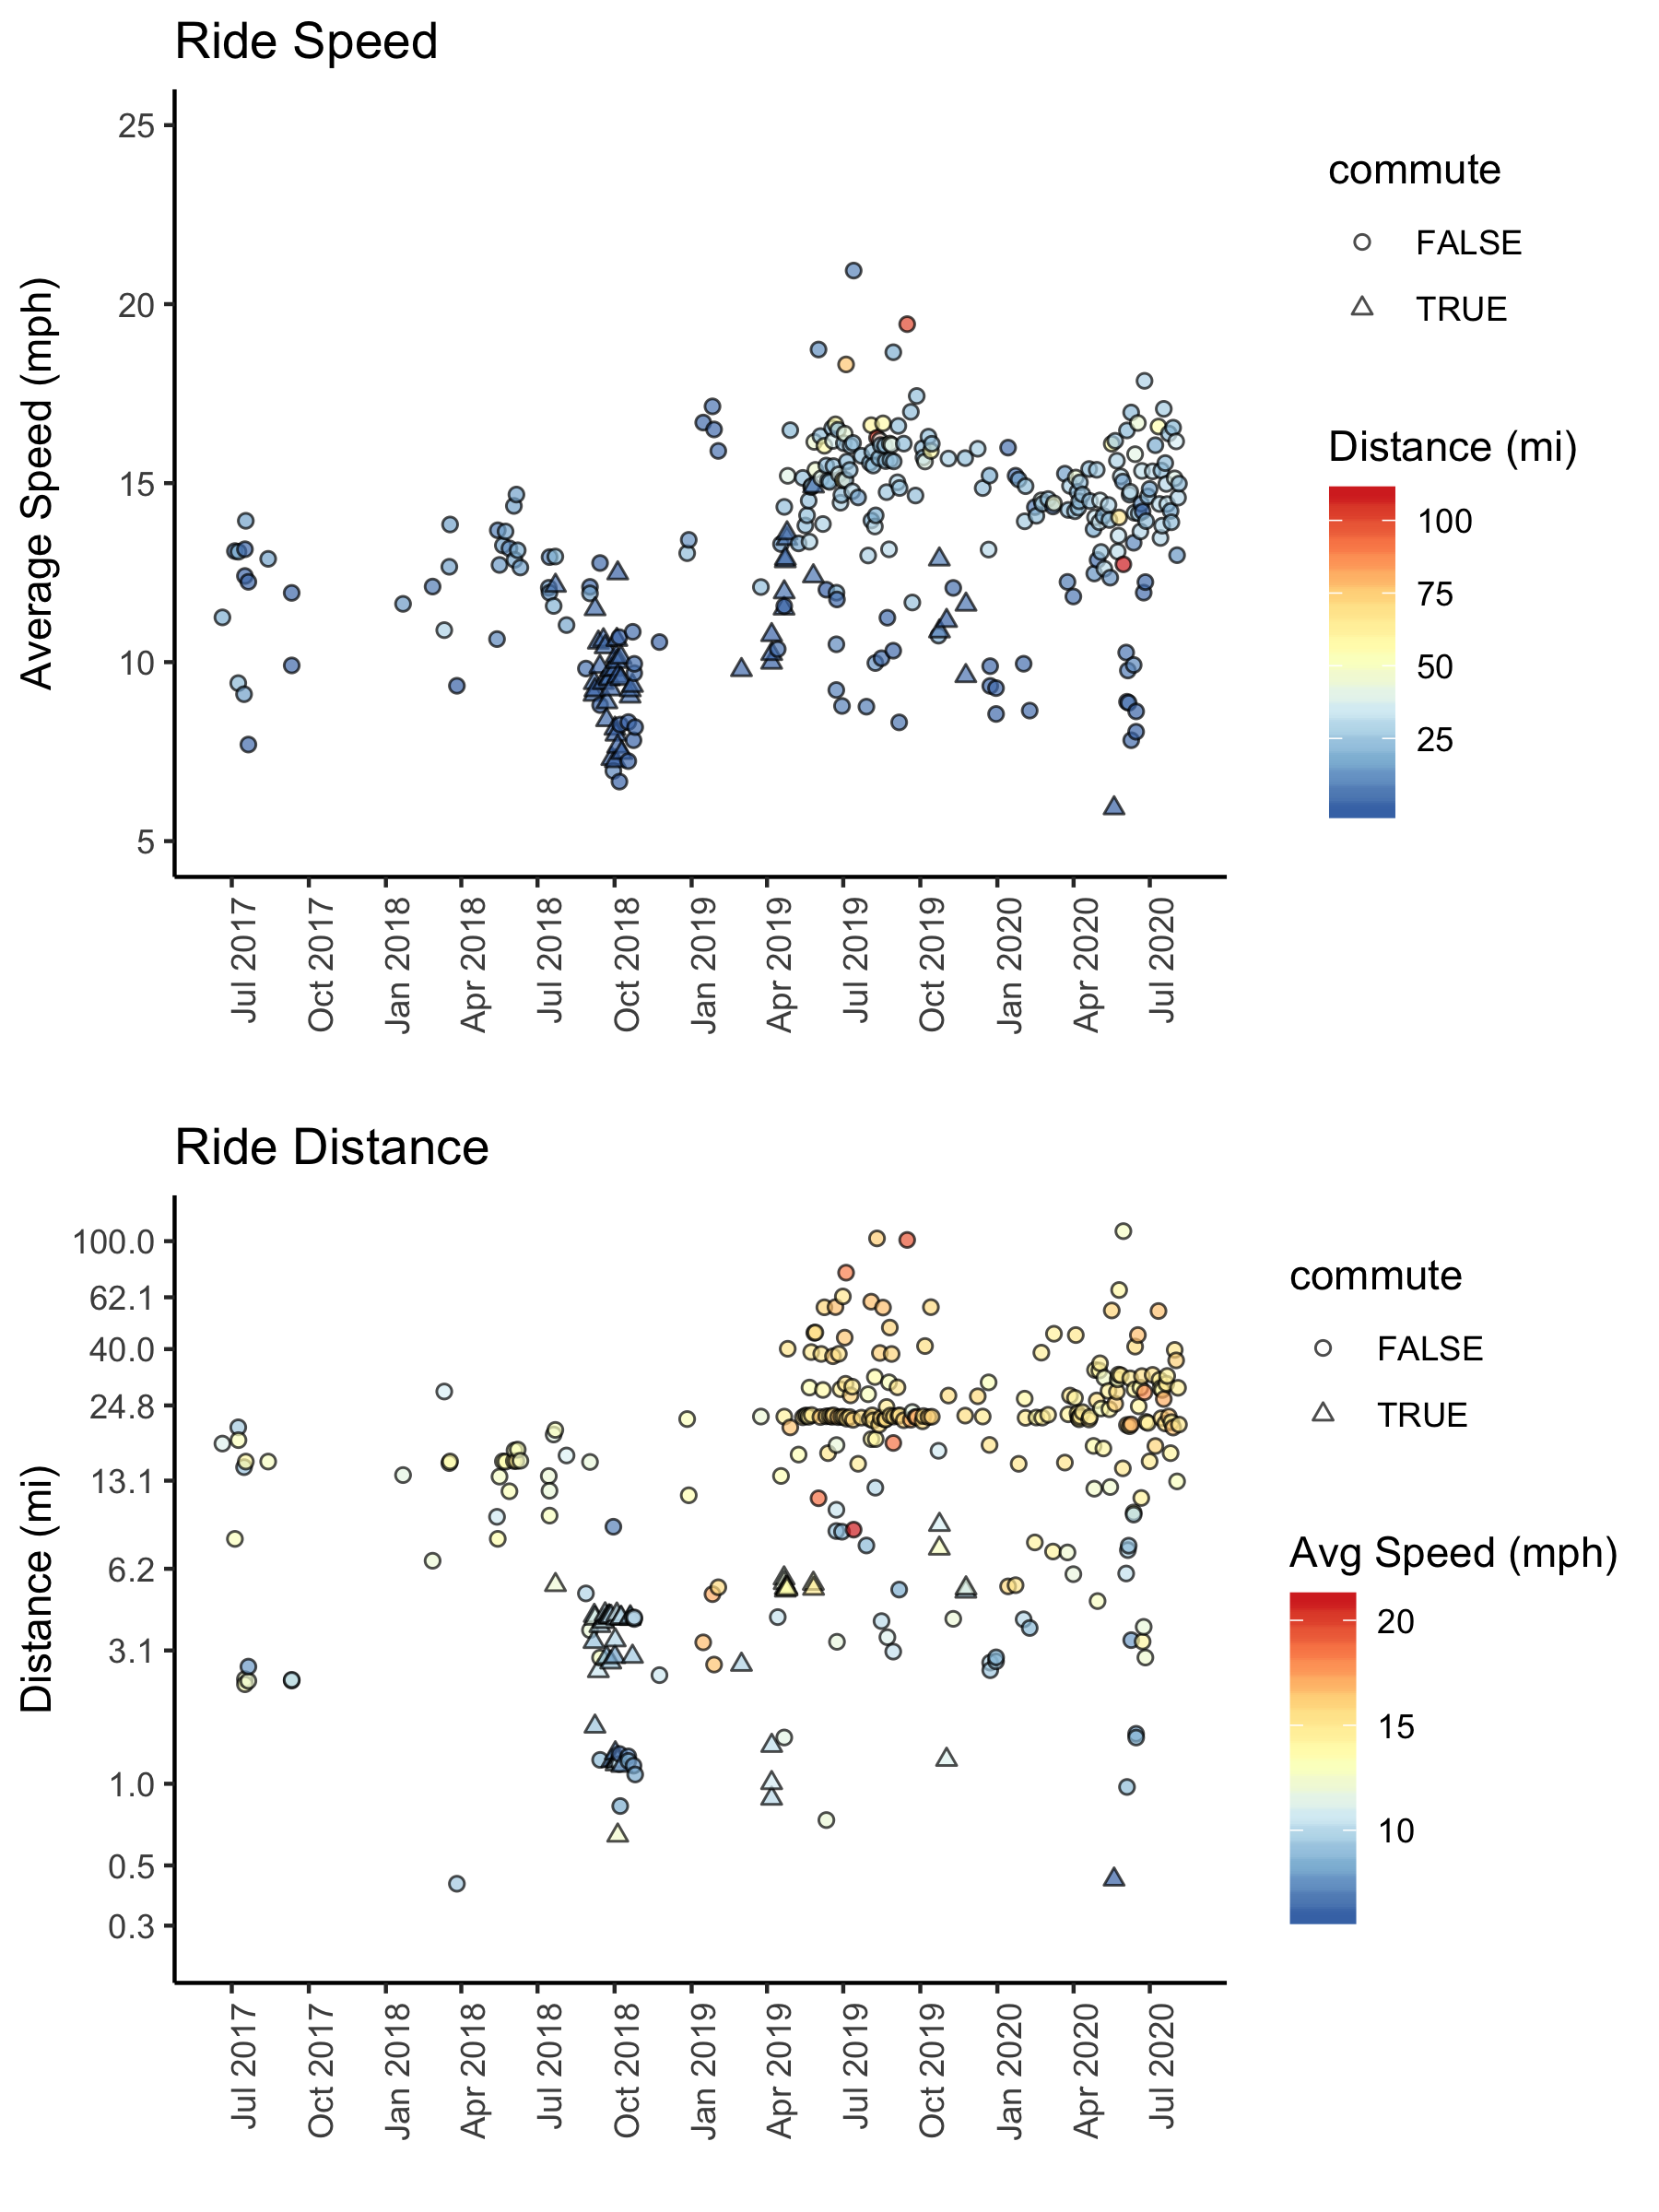 Ride Speed
Average Speed (mph)
25
20
15
10
5
Jul 2017
Oct 2017
Jan 2018
Apr 2018
Jul 2018
Oct 2018
Jan 2019
Apr 2019
Jul 2019
Oct 2019
Jan 2020
Apr 2020
Jul 2020
commute
FALSE
TRUE
Distance (mi)
100
75
50
25
Ride Distance
Distance (mi)
100.0
62.1
40.0
24.8
13.1
6.2
3.1
1.0
0.5
0.3
Jul 2017
Oct 2017
Jan 2018
Apr 2018
Jul 2018
Oct 2018
Jan 2019
Apr 2019
Jul 2019
Oct 2019
Jan 2020
Apr 2020
Jul 2020
commute
FALSE
TRUE
Avg Speed (mph)
20
15
10